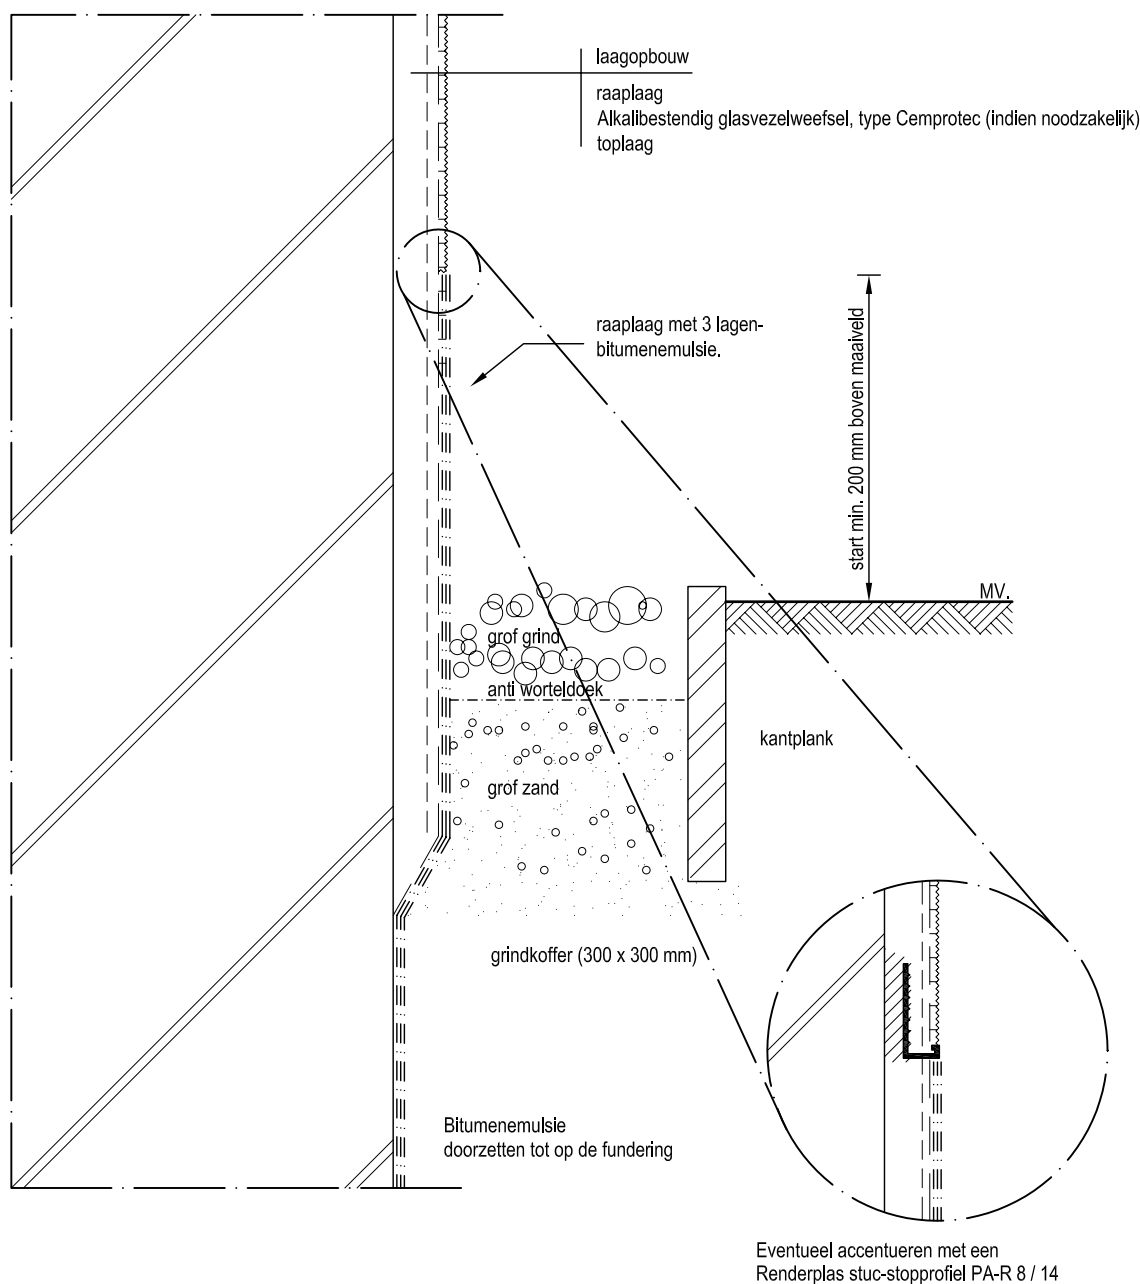 laagopbouw
raaplaag
Alkalibestendig glasvezelweefsel, type Cemprotec (indien noodzakelijk)
toplaag
raaplaag met 3 lagen-
bitumenemulsie.
start min. 200 mm boven maaiveld
MV.
grof grind
anti worteldoek
kantplank
grof zand
grindkoffer (300 x 300 mm)
Bitumenemulsie
doorzetten tot op de fundering
Eventueel accentueren met een
Renderplas stuc-stopprofiel PA-R 8 / 14